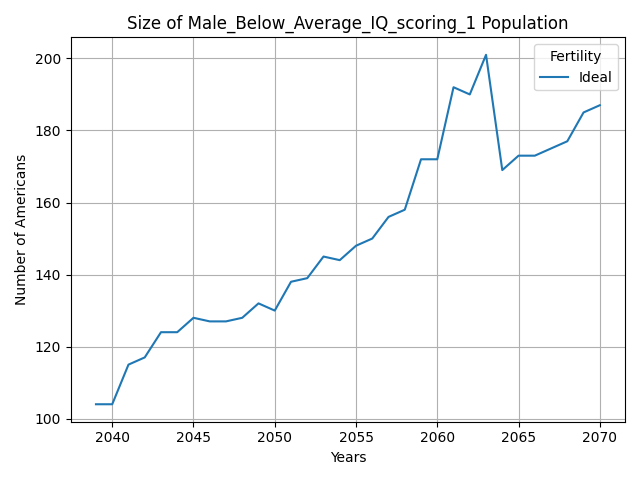 Size of Male_Below_Average_IQ_scoring_1 Population
Fertility
Ideal
Number of Americans
200
180
160
140
120
100
2040 2045 2050 2055 2060 2065 2070
Years